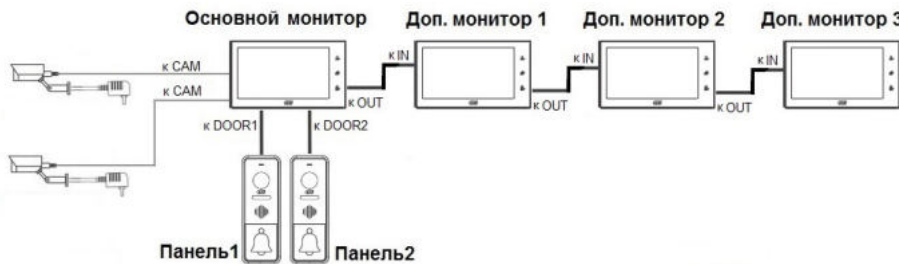 Основной монитор
Доп. монитор 1
Доп. монитор 2
Доп. монитор 3
к CAM
к CAM
к IN
к IN
к IN
к OUT
к OUT
к OUT
к DOOR1
к DOOR2
Панель1
Панель2